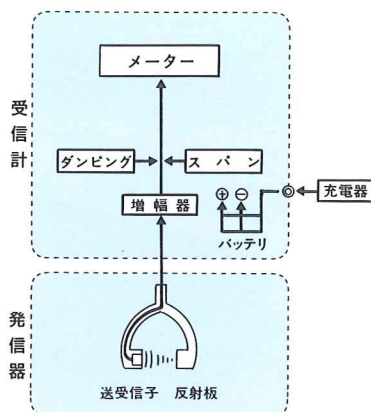 メーター
受信計
ダンピング
スパン
増幅器
⊕ ⊖
充電器
バッテリ
発信器
送受信子 反射板